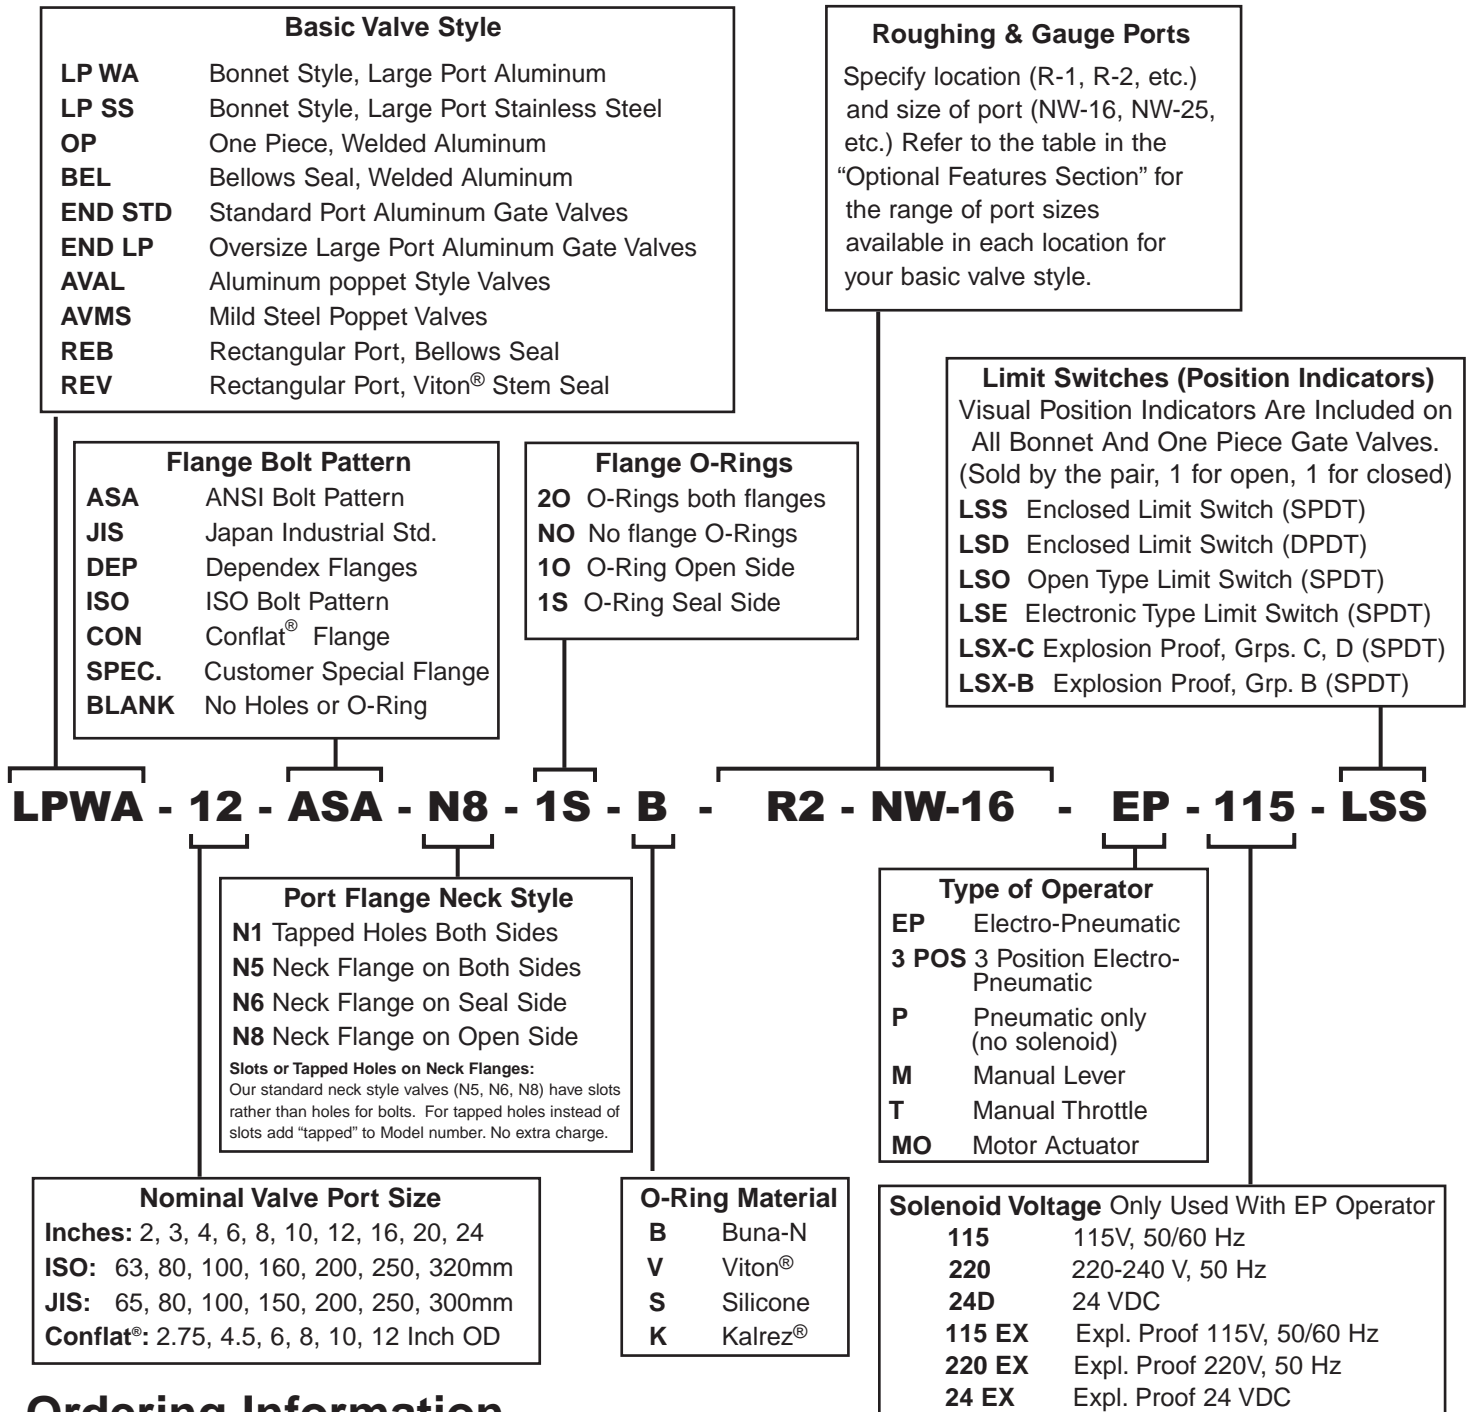 Basic Valve Style
LP WA Bonnet Style, Large Port Aluminum
LP SS Bonnet Style, Large Port Stainless Steel
OP One Piece, Welded Aluminum
BEL Bellows Seal, Welded Aluminum
END STD Standard Port Aluminum Gate Valves
END LP Oversize Large Port Aluminum Gate Valves
AVAL Aluminum poppet Style Valves
AVMS Mild Steel Poppet Valves
REB Rectangular Port, Bellows Seal
REV Rectangular Port, Viton® Stem Seal
Roughing & Gauge Ports
Specify location (R-1, R-2, etc.)
and size of port (NW-16, NW-25,
etc.) Refer to the table in the
“Optional Features Section” for
the range of port sizes
available in each location for
your basic valve style.
Flange Bolt Pattern
ASA ANSI Bolt Pattern
JIS Japan Industrial Std.
DEP Dependex Flanges
ISO ISO Bolt Pattern
CON Conflat® Flange
SPEC. Customer Special Flange
BLANK No Holes or O-Ring
Flange O-Rings
2O O-Rings both flanges
NO No flange O-Rings
1O O-Ring Open Side
1S O-Ring Seal Side
Limit Switches (Position Indicators)
Visual Position Indicators Are Included on
All Bonnet And One Piece Gate Valves.
(Sold by the pair, 1 for open, 1 for closed)
LSS Enclosed Limit Switch (SPDT)
LSD Enclosed Limit Switch (DPDT)
LSO Open Type Limit Switch (SPDT)
LSE Electronic Type Limit Switch (SPDT)
LSX-C Explosion Proof, Grps. C, D (SPDT)
LSX-B Explosion Proof, Grp. B (SPDT)
LPWA - 12 - ASA - N8 - 1S - B - R2 - NW-16 - EP - 115 - LSS
Port Flange Neck Style
N1 Tapped Holes Both Sides
N5 Neck Flange on Both Sides
N6 Neck Flange on Seal Side
N8 Neck Flange on Open Side
Slots or Tapped Holes on Neck Flanges:
Our standard neck style valves (N5, N6, N8) have slots
rather than holes for bolts. For tapped holes instead of
slots add “tapped” to Model number. No extra charge.
Type of Operator
EP Electro-Pneumatic
3 POS 3 Position Electro-
Pneumatic
P Pneumatic only
(no solenoid)
M Manual Lever
T Manual Throttle
MO Motor Actuator
Nominal Valve Port Size
Inches: 2, 3, 4, 6, 8, 10, 12, 16, 20, 24
ISO: 63, 80, 100, 160, 200, 250, 320mm
JIS: 65, 80, 100, 150, 200, 250, 300mm
Conflat®: 2.75, 4.5, 6, 8, 10, 12 Inch OD
O-Ring Material
B Buna-N
V Viton®
S Silicone
K Kalrez®
Solenoid Voltage Only Used With EP Operator
115 115V, 50/60 Hz
220 220-240 V, 50 Hz
24D 24 VDC
115 EX Expl. Proof 115V, 50/60 Hz
220 EX Expl. Proof 220V, 50 Hz
24 EX Expl. Proof 24 VDC
Ordering Information